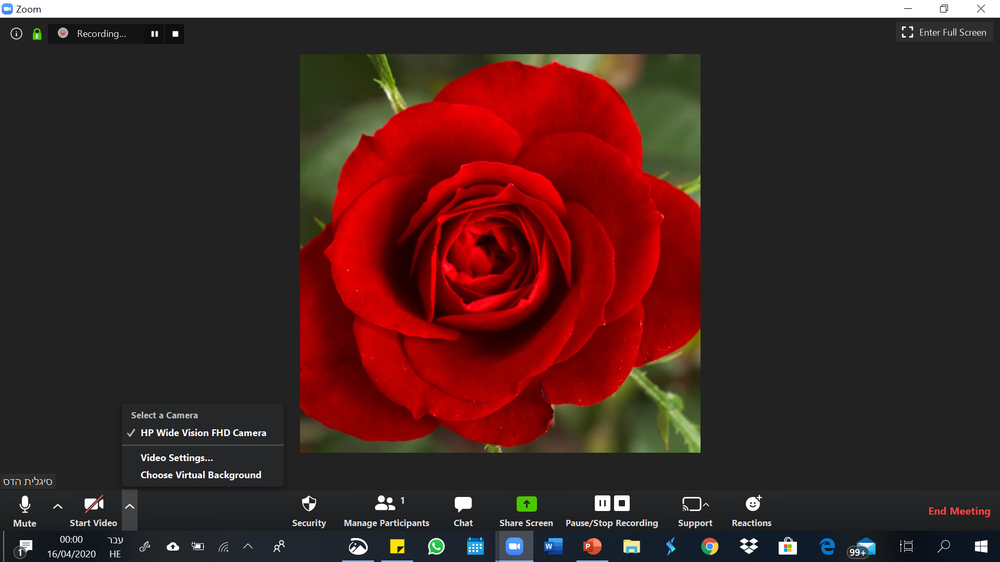 Zoom
Recording...
Enter Full Screen
Select a Camera
HP Wide Vision FHD Camera
Video Settings...
Choose Virtual Background
סיגלית הדס
Mute
Start Video
Security
1
Manage Participants
Chat
Share Screen
Pause/Stop Recording
Support
Reactions
End Meeting
1
00:00
16/04/2020
עבר
HE
W
P
99+